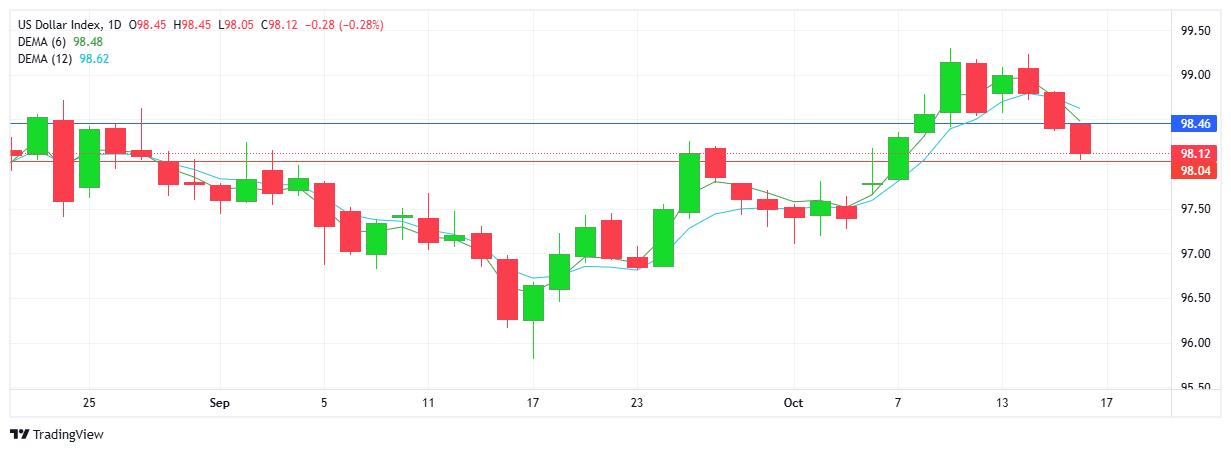 US Dollar Index, 1D O98.45 H98.45 L98.05 C98.12 −0.28 (−0.28%)
DEMA (6) 98.48
DEMA (12) 98.62
99.50
99.00
98.46
98.12
98.04
97.50
97.00
96.50
96.00
95.50
25 Sep 5 11 17 23 Oct 7 13 17
TradingView